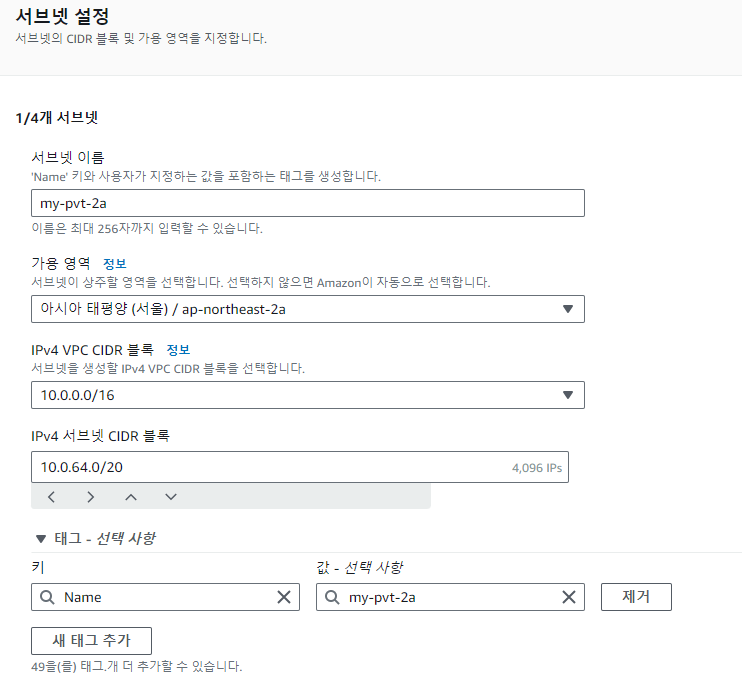 서브넷 설정
서브넷의 CIDR 블록 및 가용 영역을 지정합니다.
1/4개 서브넷
서브넷 이름
'Name' 키와 사용자가 지정하는 값을 포함하는 태그를 생성합니다.
my-pvt-2a
이름은 최대 256자까지 입력할 수 있습니다.
가용 영역 정보
서브넷이 상주할 영역을 선택합니다. 선택하지 않으면 Amazon이 자동으로 선택합니다.
아시아 태평양 (서울) / ap-northeast-2a
IPv4 VPC CIDR 블록 정보
서브넷을 생성할 IPv4 VPC CIDR 블록을 선택합니다.
10.0.0.0/16
IPv4 서브넷 CIDR 블록
10.0.64.0/20 4,096 IPs
태그 - 선택 사항
키 값 - 선택 사항
Name my-pvt-2a 제거
새 태그 추가
49을(를) 태그.개 더 추가할 수 있습니다.